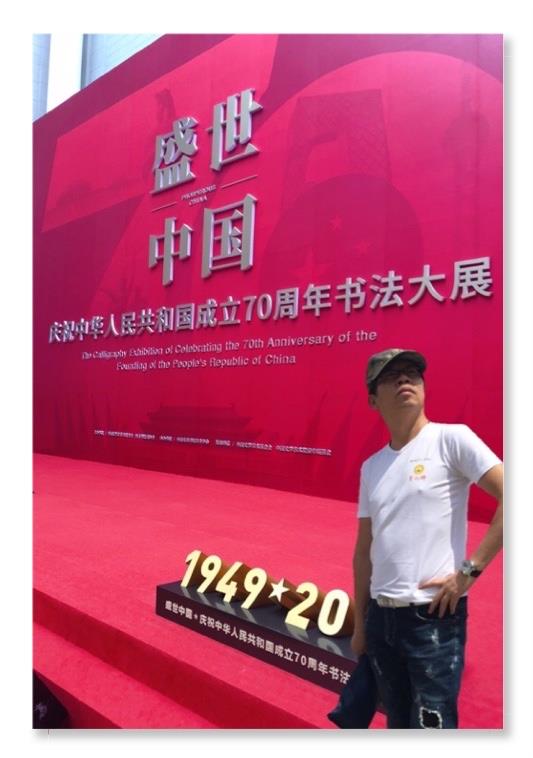 盛世
PROSPEROUS
CHINA
中国
庆祝中华人民共和国成立70周年书法大展
The Calligraphy Exhibition of Celebrating the 70th Anniversary of the
Founding of the People's Republic of China
1949★20
盛世中国·庆祝中华人民共和国成立70周年书法